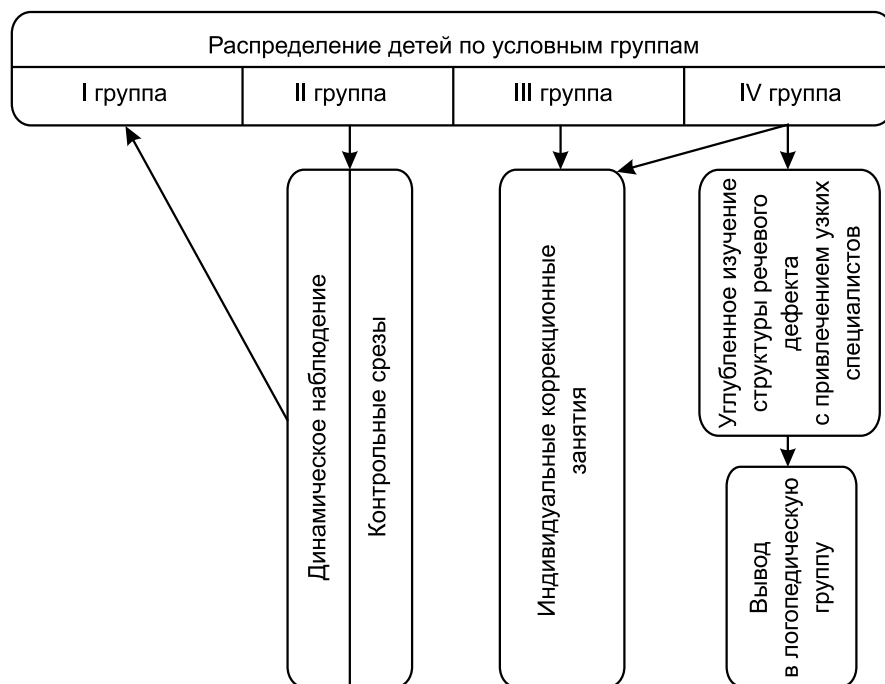 Распределение детей по условным группам
I группа
II группа
III группа
IV группа
Динамическое наблюдение
Контрольные срезы
Индивидуальные коррекционные
занятия
Углубленное изучение
структуры речевого
дефекта
с привлечением узких
специалистов
Вывод
в логопедическую
группу